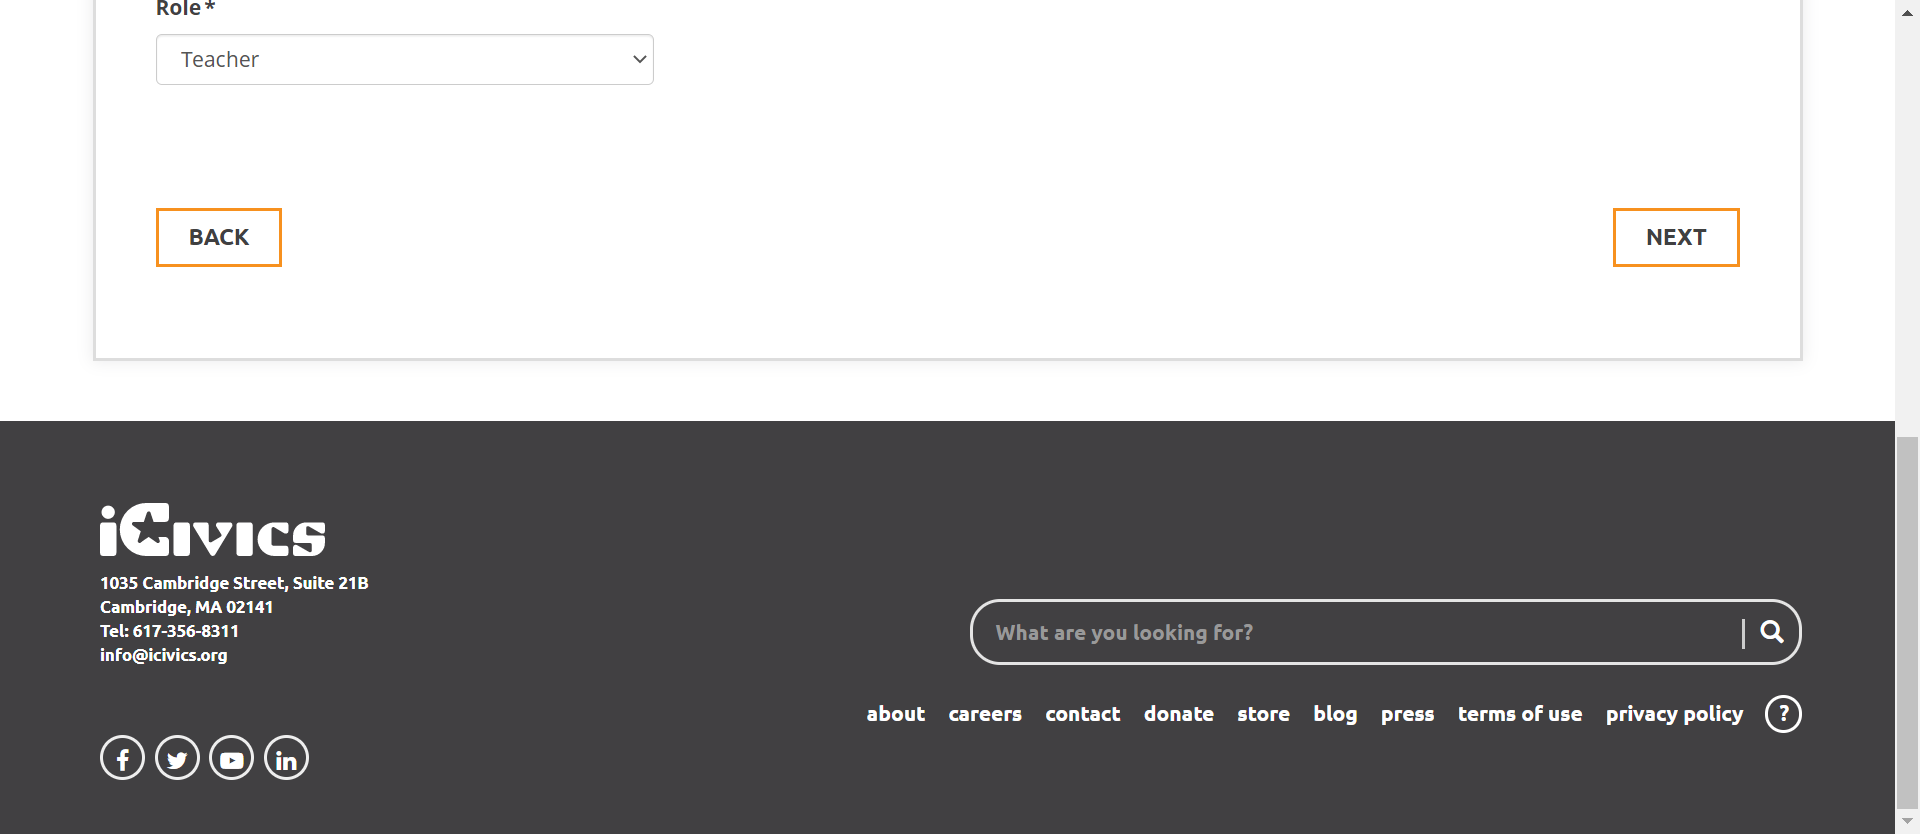 Role*
Teacher
BACK
NEXT
iCivics
1035 Cambridge Street, Suite 21B
Cambridge, MA 02141
Tel: 617-356-8311
info@icivics.org
What are you looking for?
about careers contact donate store blog press terms of use privacy policy ?